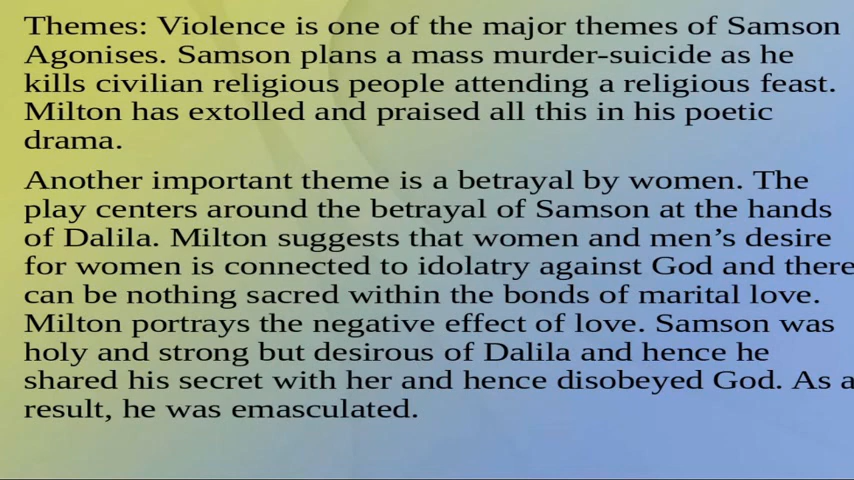 Themes: Violence is one of the major themes of Samson
Agonises. Samson plans a mass murder-suicide as he
kills civilian religious people attending a religious feast.
Milton has extolled and praised all this in his poetic
drama.
Another important theme is a betrayal by women. The
play centers around the betrayal of Samson at the hands
of Dalila. Milton suggests that women and men’s desire
for women is connected to idolatry against God and there
can be nothing sacred within the bonds of marital love.
Milton portrays the negative effect of love. Samson was
holy and strong but desirous of Dalila and hence he
shared his secret with her and hence disobeyed God. As a
result, he was emasculated.